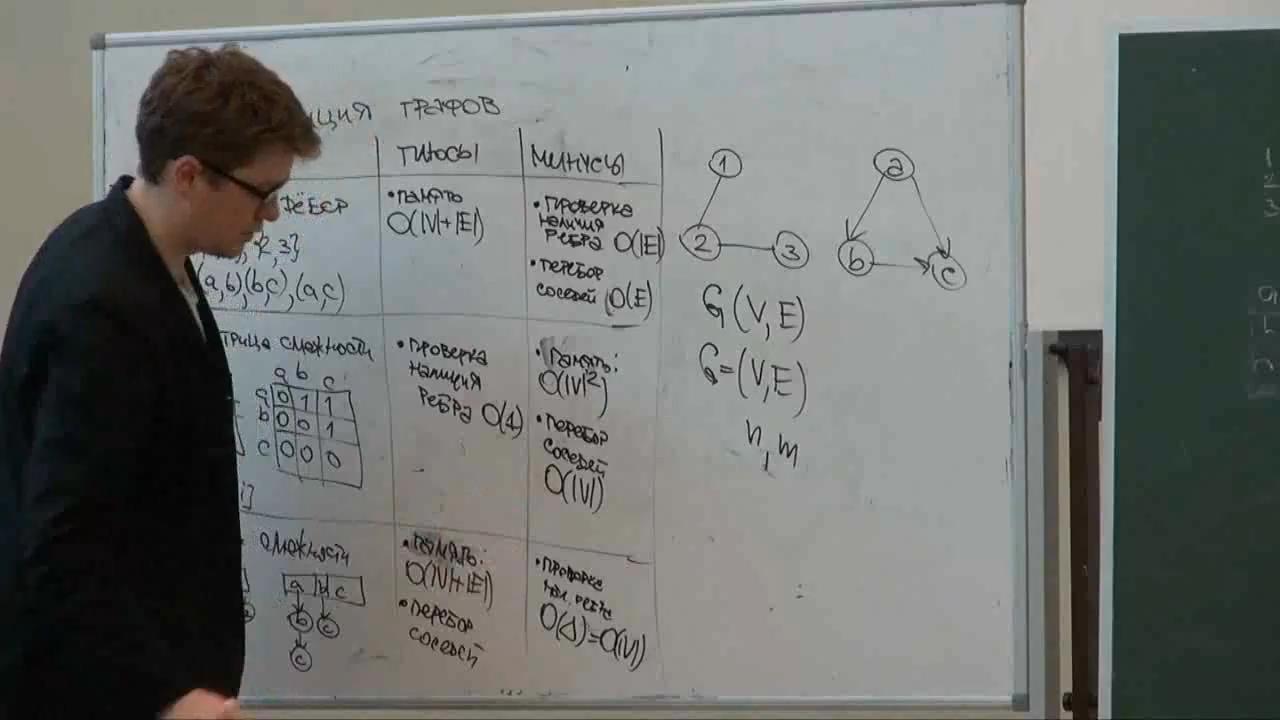 ция графов
плюсы
минусы
рёбер
2, 3}
(a,b)(b,c),(a,c)
• память
O(|V|+|E|)
• проверка
наличия
ребра O(|E|)
• перебор
соседей O(E)
трица смежности
a b c
a 0 1 1
b 0 0 1
c 0 0 0
i]
• проверка
наличия
ребра O(1)
• память:
O(|V|²)
• перебор
соседей
O(|V|)
смежности
a b c
b c
c
• память:
O(|V|+|E|)
• перебор
соседей
• проверка
нал. ребра
O(Δ)=O(|V|)
1
2 3
a
b c
G(V,E)
G=(V,E)
n,m